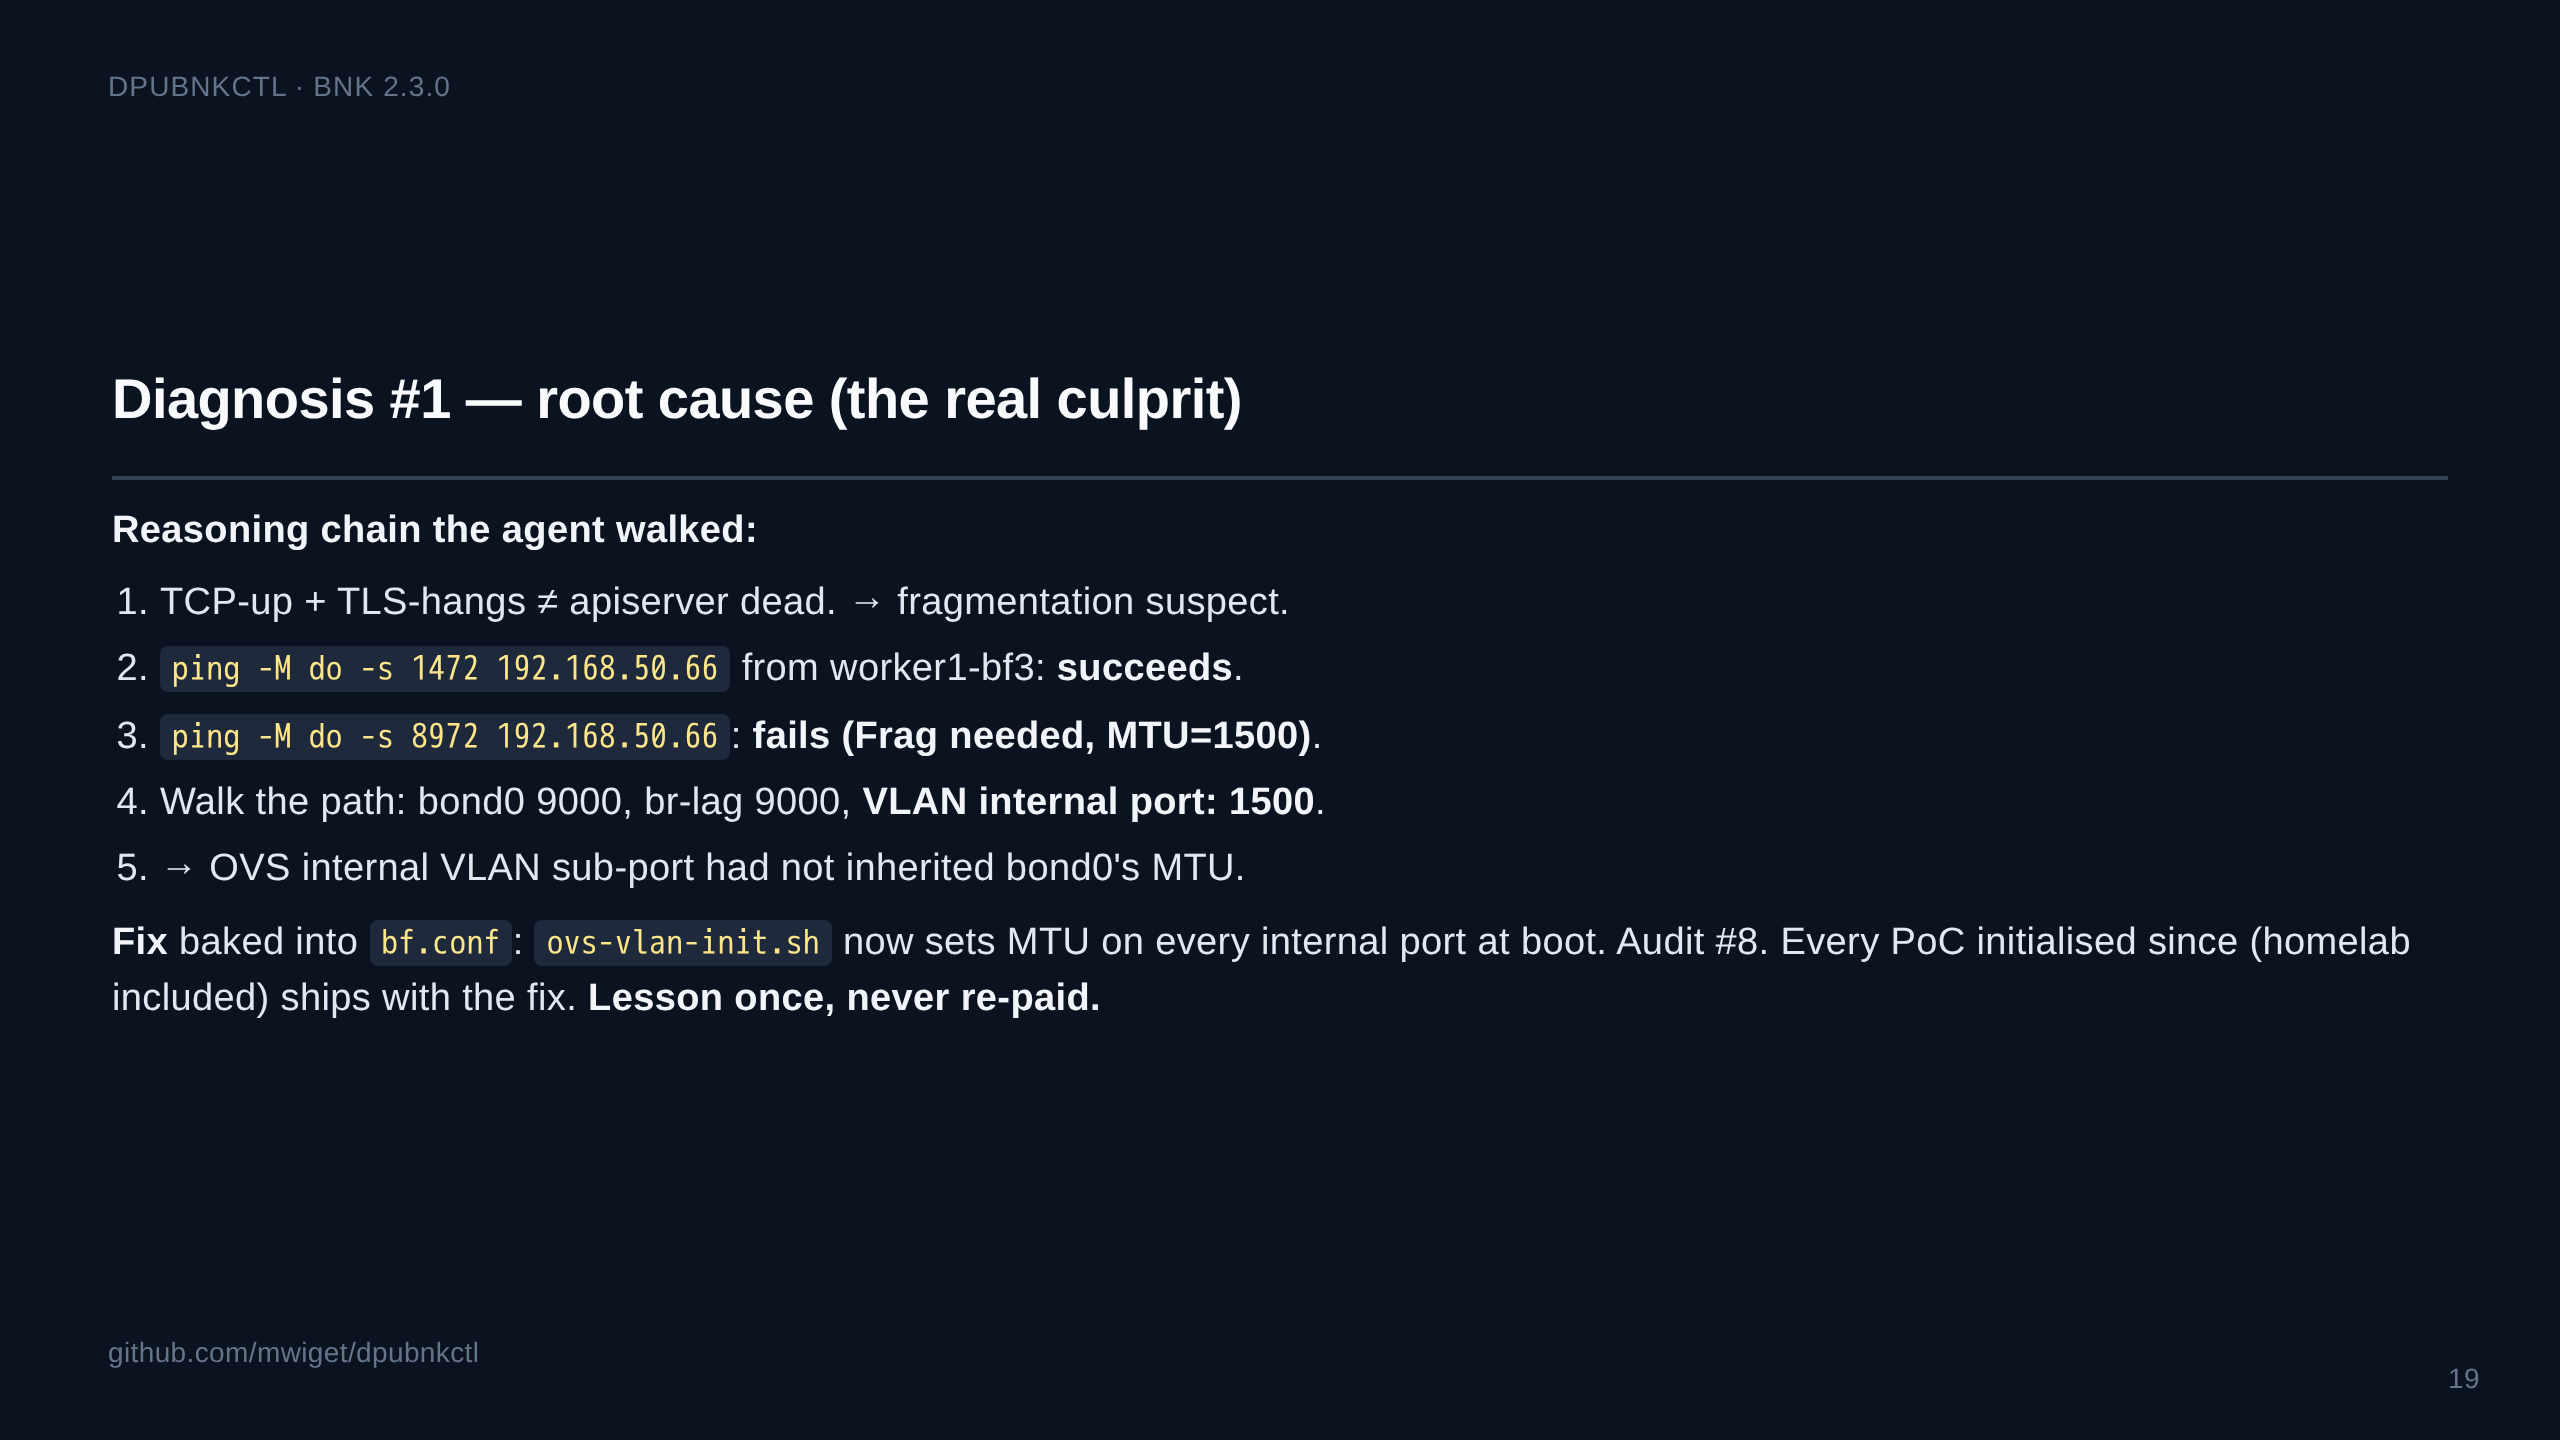 DPUBNKCTL · BNK 2.3.0
Diagnosis #1 — root cause (the real culprit)
Reasoning chain the agent walked:
1. TCP-up + TLS-hangs ≠ apiserver dead. → fragmentation suspect.
2. ping -M do -s 1472 192.168.50.66 from worker1-bf3: succeeds.
3. ping -M do -s 8972 192.168.50.66: fails (Frag needed, MTU=1500).
4. Walk the path: bond0 9000, br-lag 9000, VLAN internal port: 1500.
5. → OVS internal VLAN sub-port had not inherited bond0's MTU.
Fix baked into bf.conf: ovs-vlan-init.sh now sets MTU on every internal port at boot. Audit #8. Every PoC initialised since (homelab
included) ships with the fix. Lesson once, never re-paid.
github.com/mwiget/dpubnkctl
19